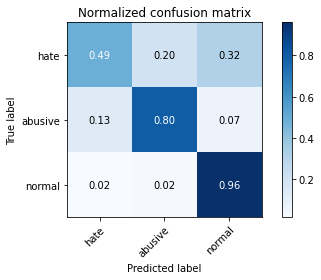 Normalized confusion matrix
True label
hate
0.49 0.20 0.32
abusive
0.13 0.80 0.07
normal
0.02 0.02 0.96
hate abusive normal
Predicted label
0.8
0.6
0.4
0.2